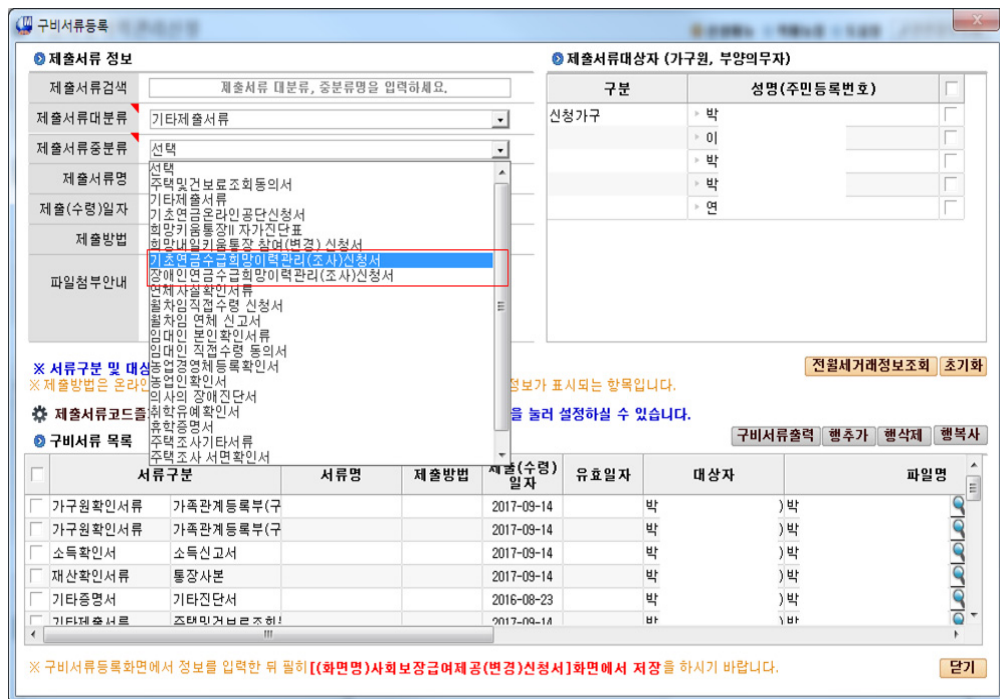 구비서류등록
제출서류 정보
제출서류검색 제출서류 대분류, 중분류명을 입력하세요.
제출서류대분류 기타제출서류
제출서류중분류 선택
제출서류명
제출(수령)일자
제출방법
파일첨부안내
선택
주택및건보료조회동의서
기타제출서류
기초연금온라인공단신청서
희망키움통장II 자가진단표
희망내일키움통장 참여(변경) 신청서
기초연금수급희망이력관리(조사)신청서
장애인연금수급희망이력관리(조사)신청서
연체사실확인서류
월차임직접수령 신청서
월차임 연체 신고서
임대인 본인확인서류
임대인 직접수령 동의서
농업경영체등록확인서
농업인확인서
의사의 장애진단서
취학유예확인서
휴학증명서
주택조사기타서류
주택조사 서면확인서
제출서류대상자 (가구원, 부양의무자)
구분 성명(주민등록번호)
신청가구 박
이
박
박
연
전월세거래정보조회 초기화
※ 서류구분 및 대상
※ 제출방법은 온라인 정보가 표시되는 항목입니다.
제출서류코드즐 을 눌러 설정하실 수 있습니다.
구비서류 목록
구비서류출력 행추가 행삭제 행복사
서류구분 서류명 제출방법 제출(수령)일자 유효일자 대상자 파일명
가구원확인서류 가족관계등록부(구 2017-09-14 박 ) 박
가구원확인서류 가족관계등록부(구 2017-09-14 박 ) 박
소득확인서 소득신고서 2017-09-14 박 ) 박
재산확인서류 통장사본 2017-09-14 박 ) 박
기타증명서 기타진단서 2016-08-23 박 ) 박
기타제출서류 주택및건보료조회 2017-09-14 박 ) 박
※ 구비서류등록화면에서 정보를 입력한 뒤 필히 [(화면명)사회보장급여제공(변경)신청서]화면에서 저장을 하시기 바랍니다.
닫기